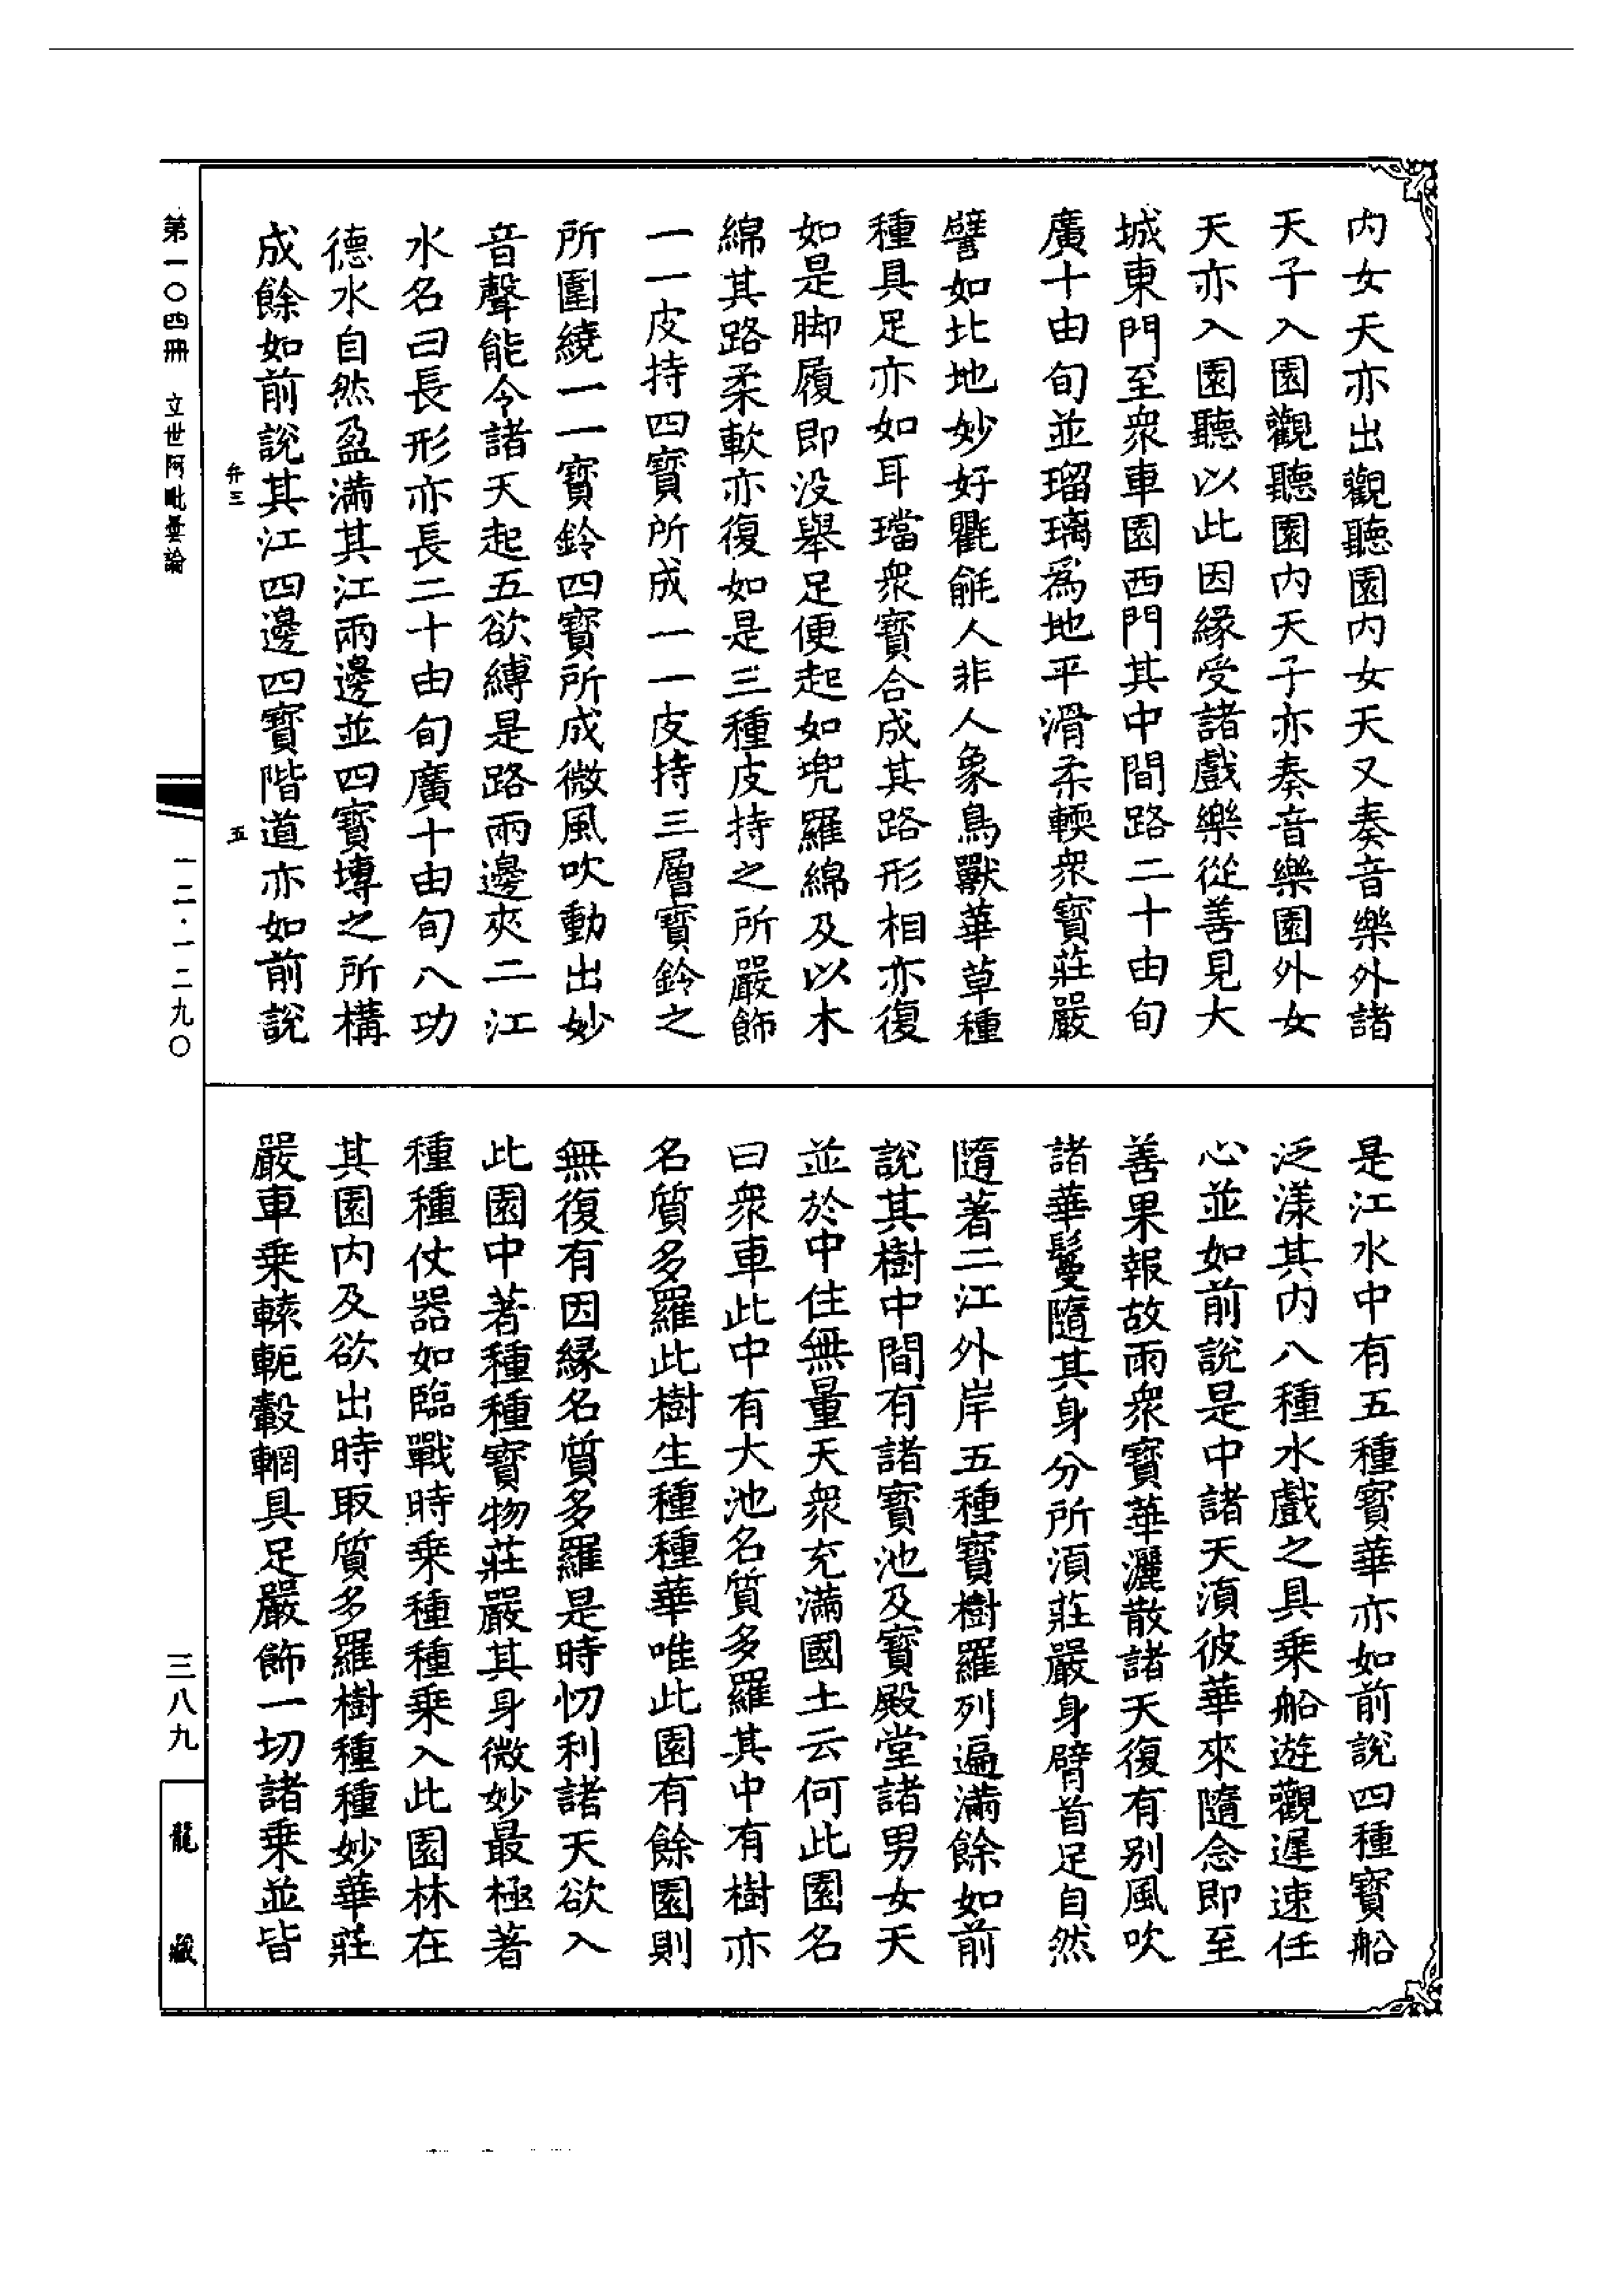 内女天亦出觀聽園内女天又奏音樂外諸
天子入園觀聽園内天子亦奏音樂園外女
天亦入園聽以此因緣受諸戲樂從善見大
城東門至衆車園西門其中間路二十由旬
廣十由旬並瑠璃爲地平滑柔輭衆寶莊嚴
譬如北地妙好氍毹人非人象鳥獸華草種
種具足亦如耳璫衆寶合成其路形相亦復
如是脚履即没舉足便起如兜羅綿及以木
綿其路柔軟亦復如是三種皮持之所嚴飾
一一皮持四寶所成一一皮持三層寶鈴之
所圍繞一一寶鈴四寶所成微風吹動出妙
音聲能令諸天起五欲縛是路兩邊夾二江
水名曰長形亦長二十由旬廣十由旬八功
德水自然盈滿其江兩邊並四寶塼之所構
成餘如前說其江四邊四寶階道亦如前說
是江水中有五種寶華亦如前說四種寶船
泛漾其内八種水戲之具乘船遊觀遲速任
心並如前說是中諸天須彼華來隨念即至
善果報故雨衆寶華灑散諸天復有别風吹
諸華鬘隨其身分所須莊嚴身臂首足自然
隨著二江外岸五種寶樹羅列遍滿餘如前
說其樹中間有諸寶池及寶殿堂諸男女天
並於中住無量天衆充滿國土云何此園名
曰衆車此中有大池名質多羅其中有樹亦
名質多羅此樹生種種華唯此園有餘園則
無復有因緣名質多羅是時忉利諸天欲入
此園中著種種寶物莊嚴其身微妙最極著
種種仗器如臨戰時乘種種乘入此園林在
其園内及欲出時取質多羅樹種種妙華莊
嚴車乘轅軛轂輞具足嚴飾一切諸乘並皆
弁三
五
第一〇四冊 立世阿毗曇論
一二·一二九〇
三八九
龍藏